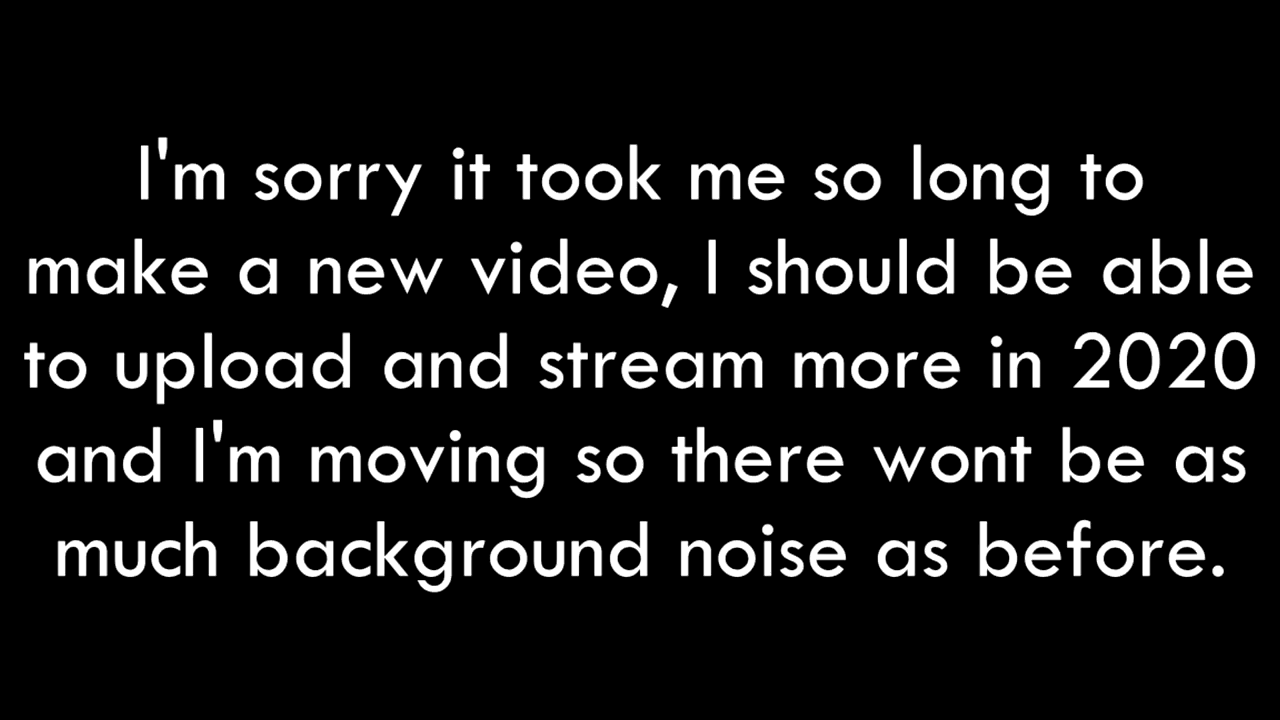 I'm sorry it took me so long to
make a new video, I should be able
to upload and stream more in 2020
and I'm moving so there wont be as
much background noise as before.